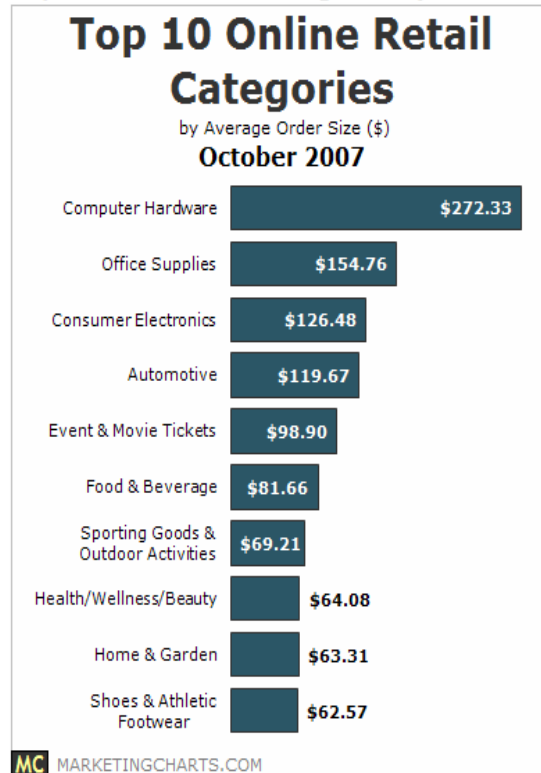 Top 10 Online Retail
Categories
by Average Order Size ($)
October 2007
Computer Hardware $272.33
Office Supplies $154.76
Consumer Electronics $126.48
Automotive $119.67
Event & Movie Tickets $98.90
Food & Beverage $81.66
Sporting Goods &
Outdoor Activities $69.21
Health/Wellness/Beauty $64.08
Home & Garden $63.31
Shoes & Athletic
Footwear $62.57
MC MARKETINGCHARTS.COM